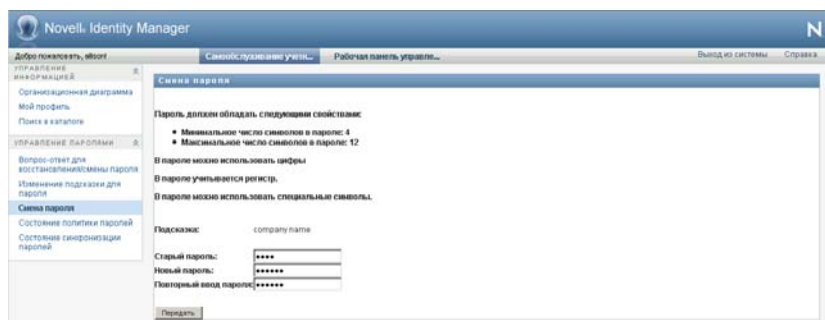 Novell. Identity Manager
N
Добро пожаловать,
Самообслуживание учетн...
Рабочая панель управле...
Выход из системы
Справка
УПРАВЛЕНИЕ
ИНФОРМАЦИЕЙ
Организационная диаграмма
Мой профиль
Поиск в каталоге
УПРАВЛЕНИЕ ПАРОЛЯМИ
Вопрос-ответ для
восстановления/смены пароля
Изменение подсказки для
пароля
Смена пароля
Состояние политики паролей
Состояние синхронизации
паролей
Смена пароля
Пароль должен обладать следующими свойствами:
Минимальное число символов в пароле: 4
Максимальное число символов в пароле: 12
В пароле можно использовать цифры
В пароле учитывается регистр.
В пароле можно использовать специальные символы.
Подсказка: company name
Старый пароль:
Новый пароль:
Повторный ввод пароля:
Передать